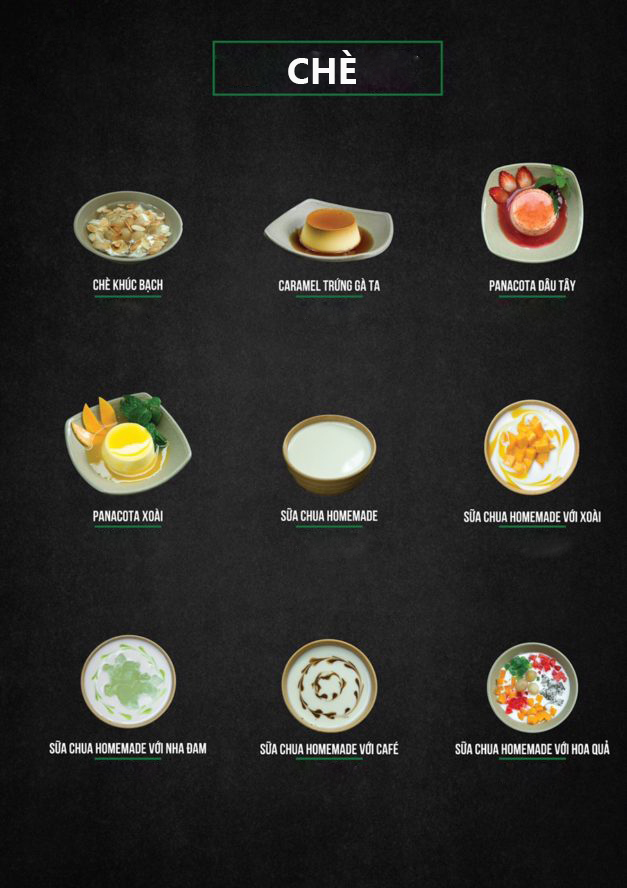 CHÈ
CHÈ KHÚC BẠCH
CARAMEL TRỨNG GÀ TA
PANACOTA DÂU TÂY
PANACOTA XOÀI
SỮA CHUA HOMEMADE
SỮA CHUA HOMEMADE VỚI XOÀI
SỮA CHUA HOMEMADE VỚI NHA ĐAM
SỮA CHUA HOMEMADE VỚI CAFÉ
SỮA CHUA HOMEMADE VỚI HOA QUẢ